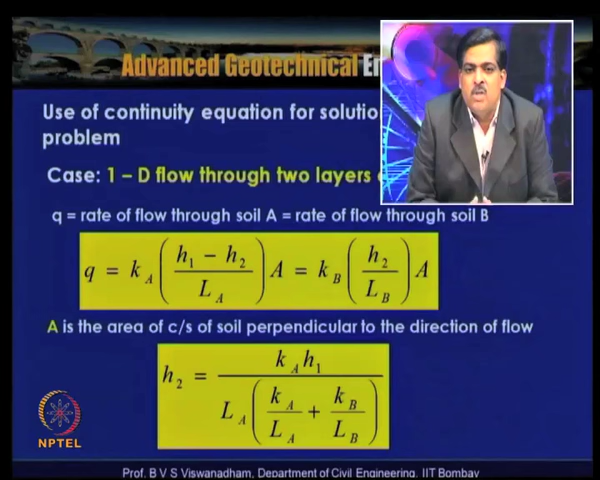 Advanced Geotechnical En
Use of continuity equation for solutio
problem
Case: 1 – D flow through two layers
q = rate of flow through soil A = rate of flow through soil B
q = k_A ( (h_1 − h_2) / L_A ) A = k_B ( h_2 / L_B ) A
A is the area of c/s of soil perpendicular to the direction of flow
h_2 = k_A h_1 / ( L_A ( k_A / L_A + k_B / L_B ) )
NPTEL
Prof. B V S Viswanadham, Department of Civil Engineering, IIT Bombay